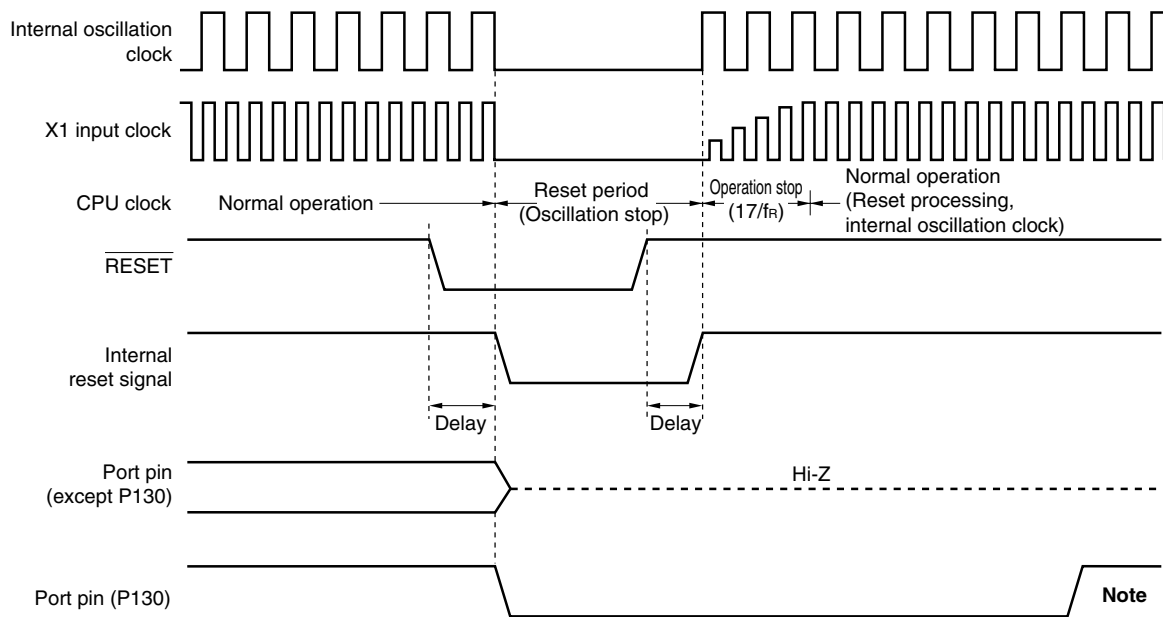 Internal oscillation
clock
X1 input clock
CPU clock
Normal operation
Reset period
(Oscillation stop)
Operation stop
(17/fR)
Normal operation
(Reset processing,
internal oscillation clock)
RESET
Internal
reset signal
Delay
Delay
Port pin
(except P130)
Hi-Z
Port pin (P130)
Note